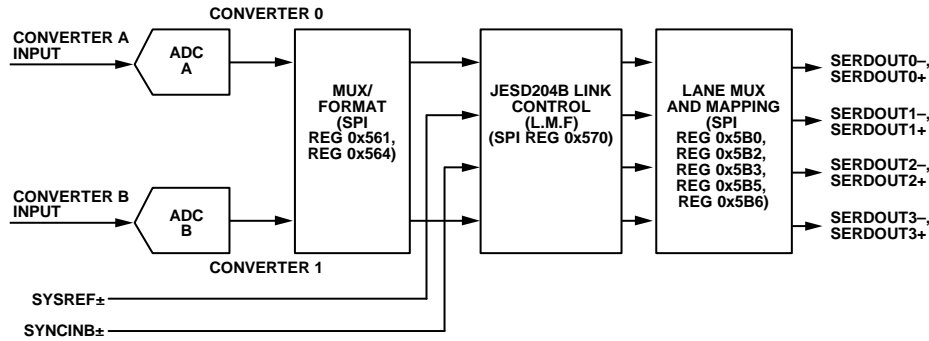 CONVERTER 0
CONVERTER A
INPUT
ADC
A
MUX/
FORMAT
(SPI
REG 0x561,
REG 0x564)
JESD204B LINK
CONTROL
(L.M.F)
(SPI REG 0x570)
LANE MUX
AND MAPPING
(SPI
REG 0x5B0,
REG 0x5B2,
REG 0x5B3,
REG 0x5B5,
REG 0x5B6)
SERDOUT0–,
SERDOUT0+
SERDOUT1–,
SERDOUT1+
SERDOUT2–,
SERDOUT2+
SERDOUT3–,
SERDOUT3+
CONVERTER B
INPUT
ADC
B
CONVERTER 1
SYSREF±
SYNCINB±